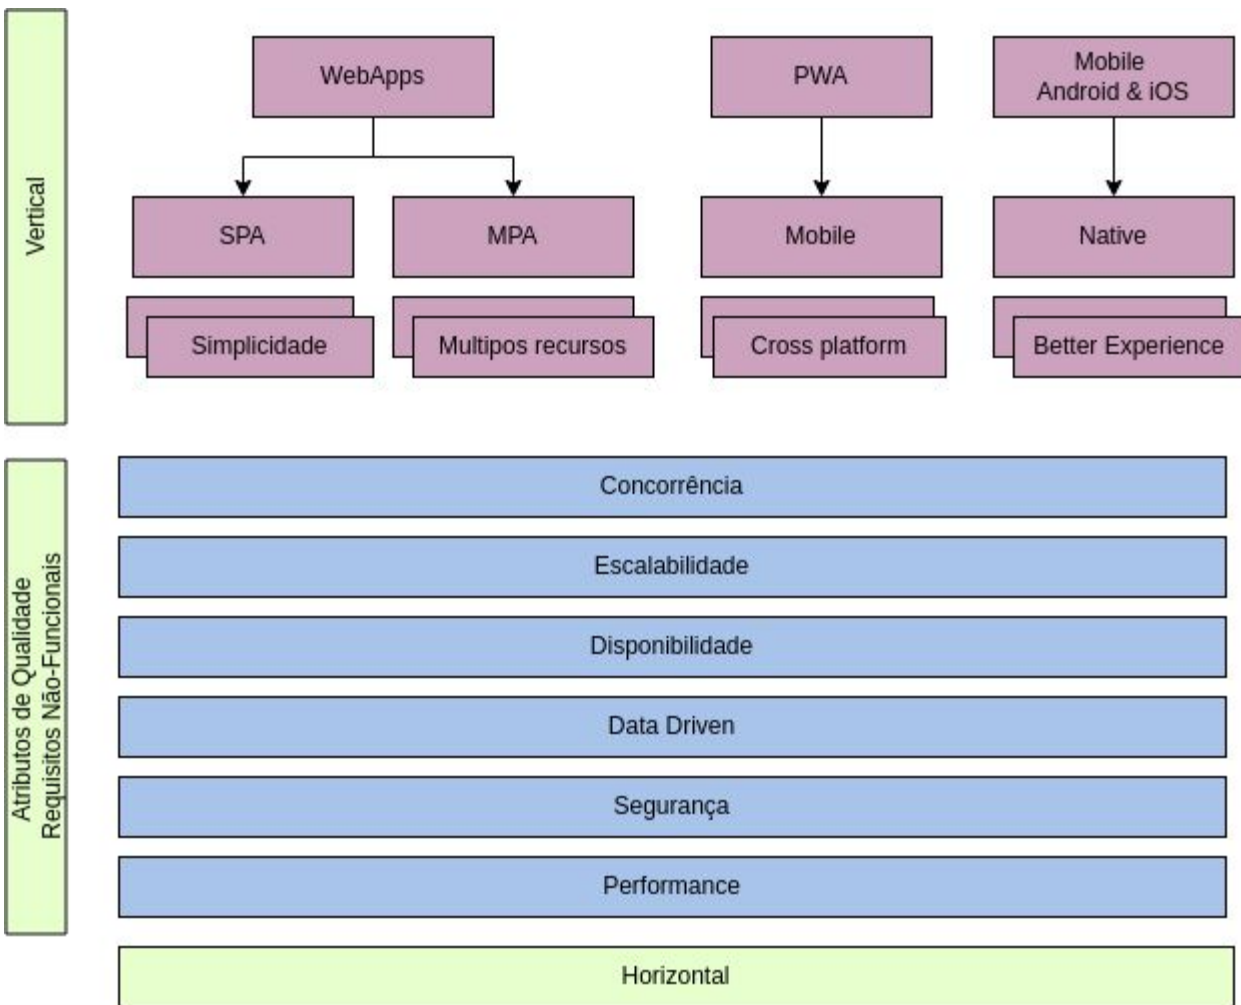 Vertical
WebApps
PWA
Mobile
Android & iOS
SPA
MPA
Mobile
Native
Simplicidade
Multipos recursos
Cross platform
Better Experience
Atributos de Qualidade
Requisitos Não-Funcionais
Concorrência
Escalabilidade
Disponibilidade
Data Driven
Segurança
Performance
Horizontal